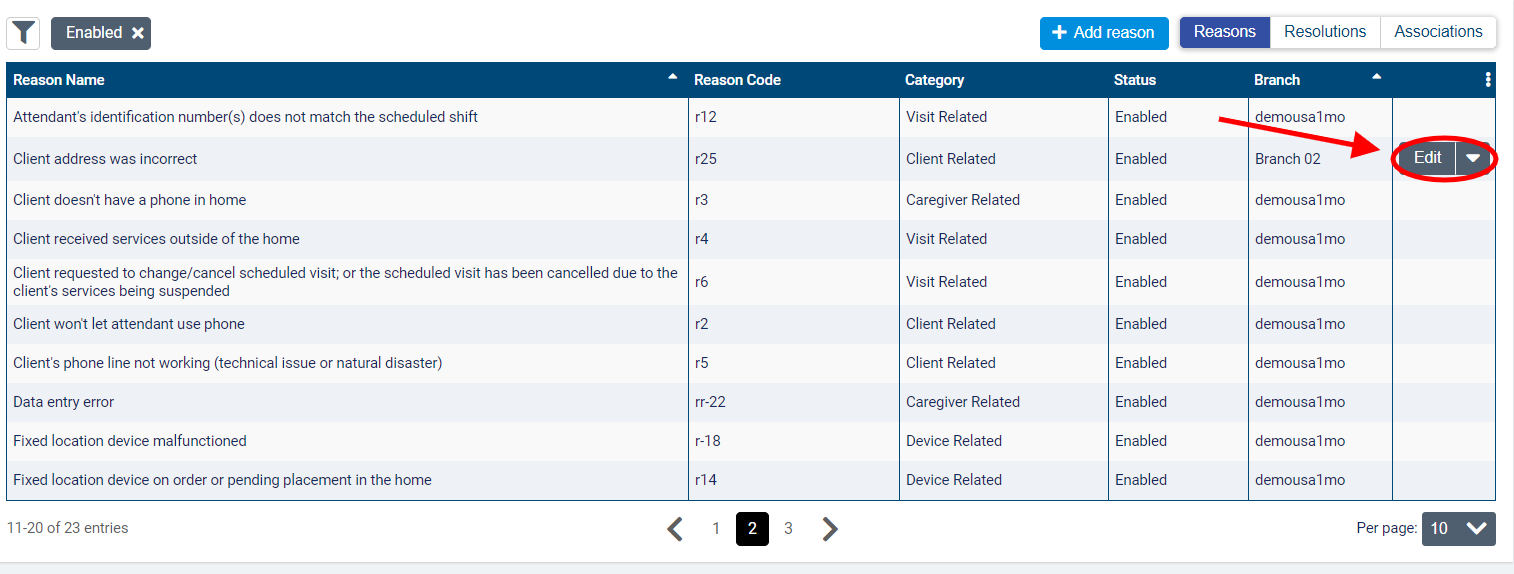 Enabled
Add reason
Reasons Resolutions Associations
Reason Name Reason Code Category Status Branch
Attendant's identification number(s) does not match the scheduled shift r12 Visit Related Enabled demousa1mo
Client address was incorrect r25 Client Related Enabled Branch 02 Edit
Client doesn't have a phone in home r3 Caregiver Related Enabled demousa1mo
Client received services outside of the home r4 Visit Related Enabled demousa1mo
Client requested to change/cancel scheduled visit; or the scheduled visit has been cancelled due to the
client's services being suspended r6 Visit Related Enabled demousa1mo
Client won't let attendant use phone r2 Client Related Enabled demousa1mo
Client's phone line not working (technical issue or natural disaster) r5 Client Related Enabled demousa1mo
Data entry error rr-22 Caregiver Related Enabled demousa1mo
Fixed location device malfunctioned r-18 Device Related Enabled demousa1mo
Fixed location device on order or pending placement in the home r14 Device Related Enabled demousa1mo
11-20 of 23 entries 1 2 3 Per page: 10